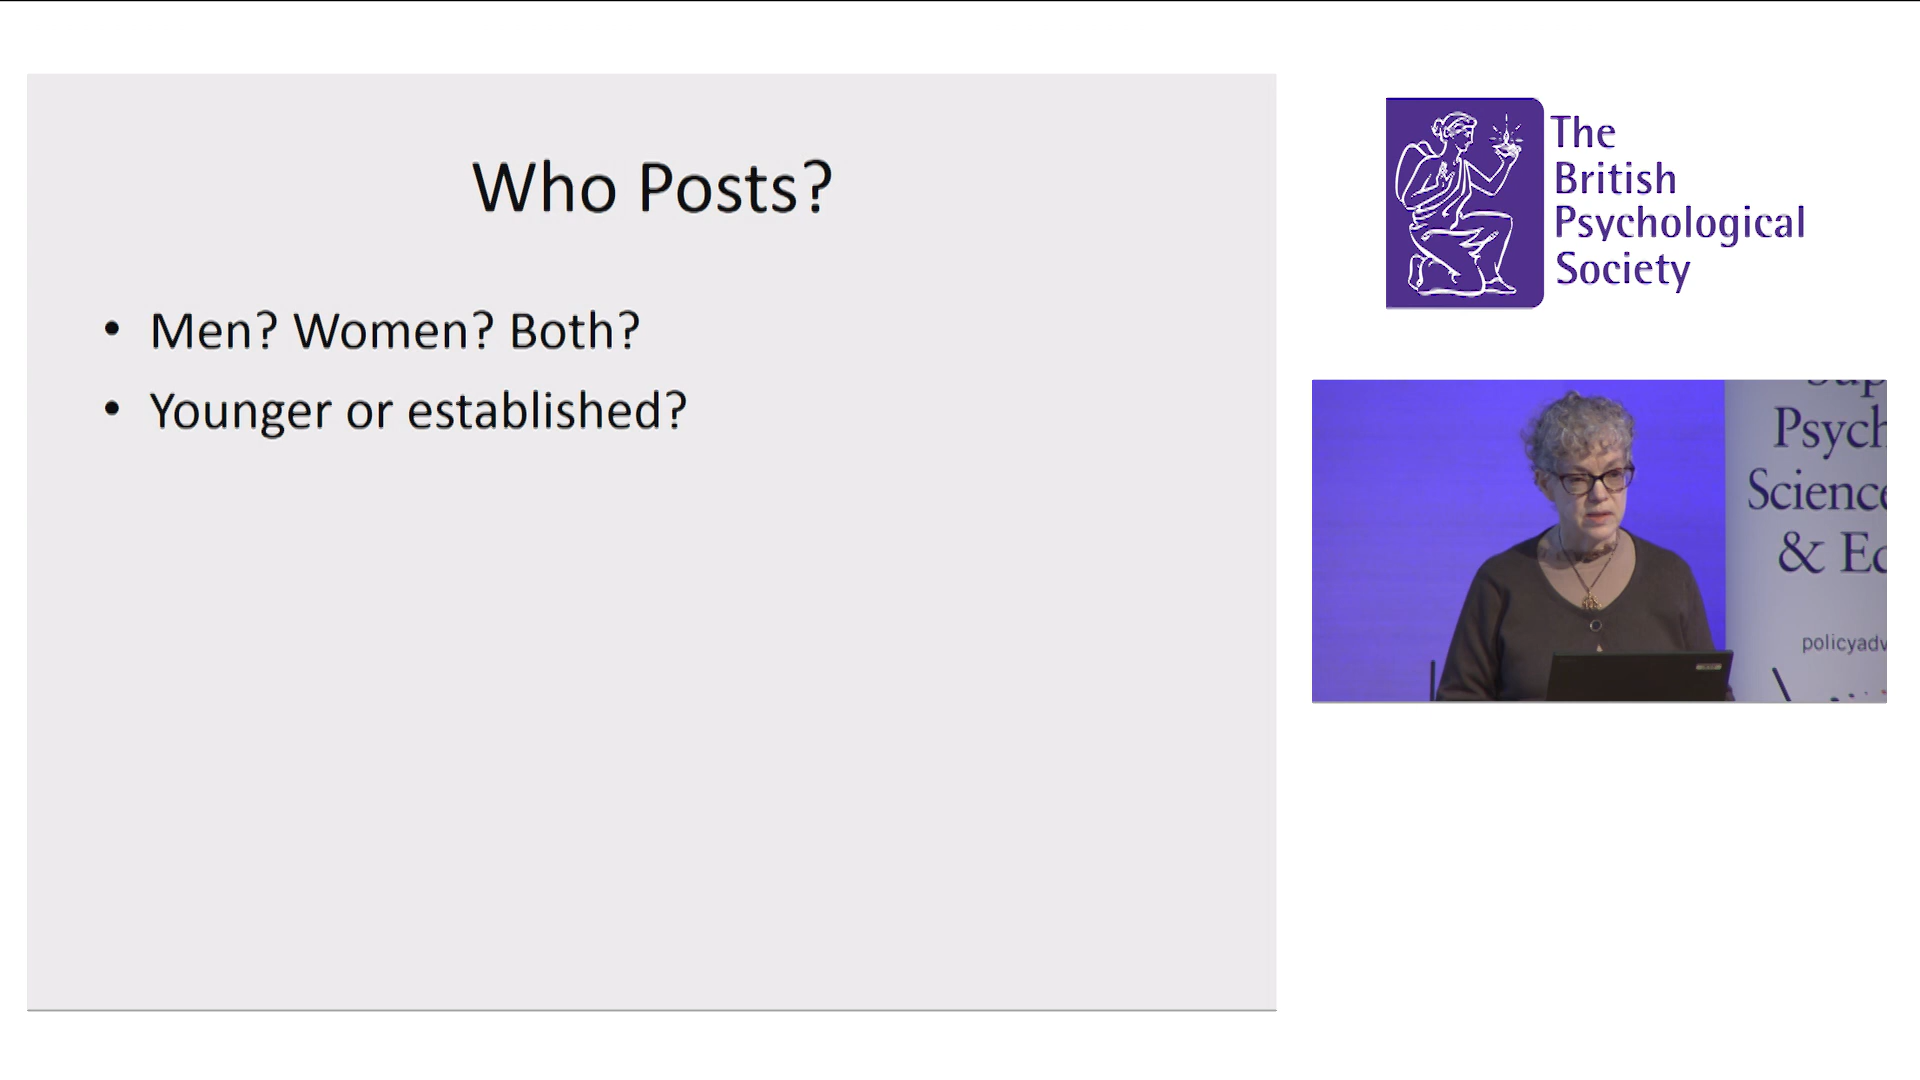 Who Posts?
• Men? Women? Both?
• Younger or established?
The
British
Psychological
Society
Psych
Science
& Ed
policyadv